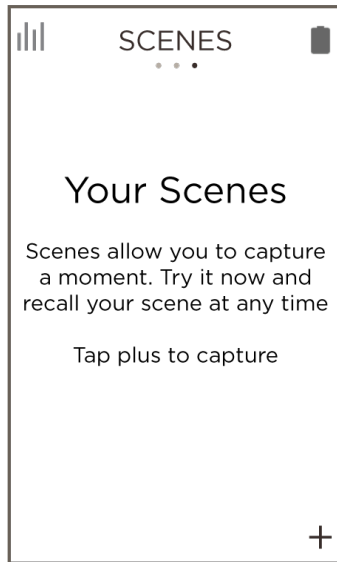 SCENES
Your Scenes
Scenes allow you to capture
a moment. Try it now and
recall your scene at any time
Tap plus to capture